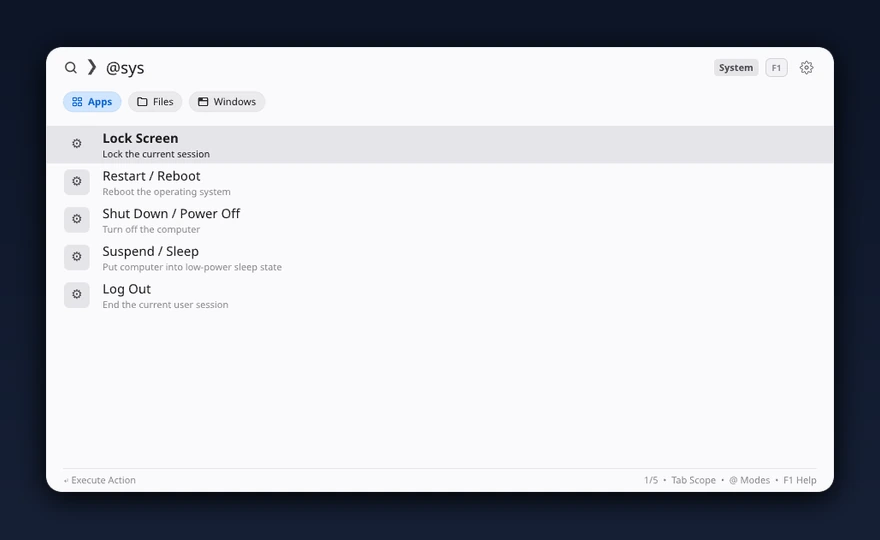 ❯ @sys System F1
Apps Files Windows
Lock Screen
Lock the current session
Restart / Reboot
Reboot the operating system
Shut Down / Power Off
Turn off the computer
Suspend / Sleep
Put computer into low-power sleep state
Log Out
End the current user session
↵ Execute Action 1/5 • Tab Scope • @ Modes • F1 Help